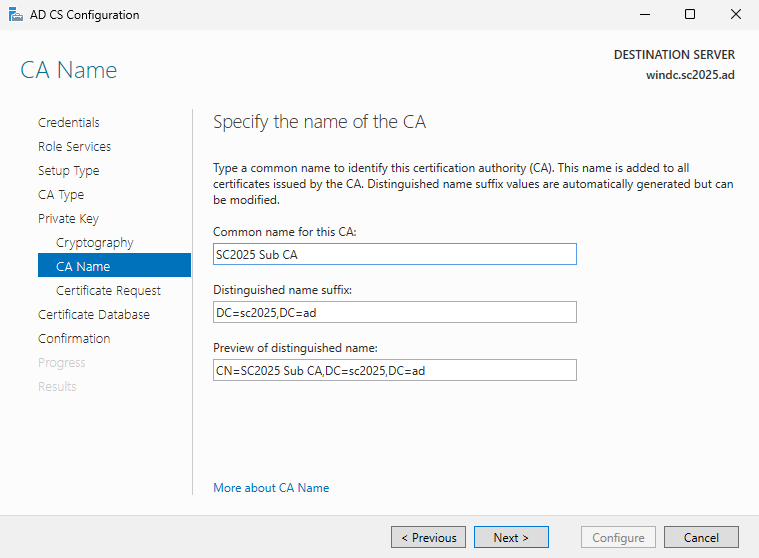 AD CS Configuration
CA Name
DESTINATION SERVER
windc.sc2025.ad
Credentials
Role Services
Setup Type
CA Type
Private Key
Cryptography
CA Name
Certificate Request
Certificate Database
Confirmation
Progress
Results
Specify the name of the CA
Type a common name to identify this certification authority (CA). This name is added to all
certificates issued by the CA. Distinguished name suffix values are automatically generated but can
be modified.
Common name for this CA:
SC2025 Sub CA
Distinguished name suffix:
DC=sc2025,DC=ad
Preview of distinguished name:
CN=SC2025 Sub CA,DC=sc2025,DC=ad
More about CA Name
< Previous
Next >
Configure
Cancel